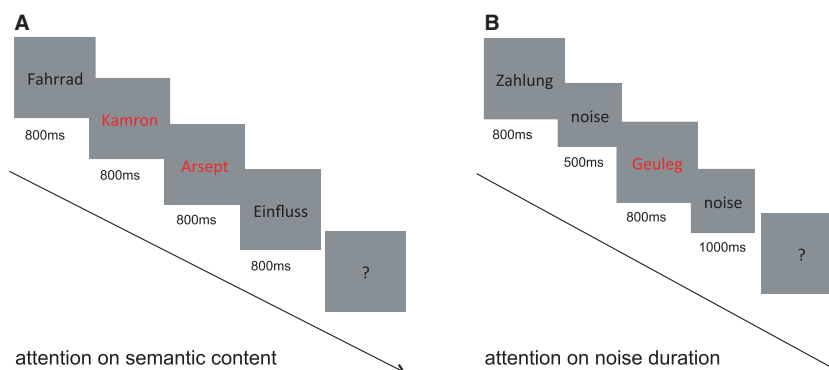 A
Fahrrad
800ms
Kamron
800ms
Arsept
800ms
Einfluss
800ms
?
attention on semantic content
B
Zahlung
800ms
noise
500ms
Geuleg
800ms
noise
1000ms
?
attention on noise duration